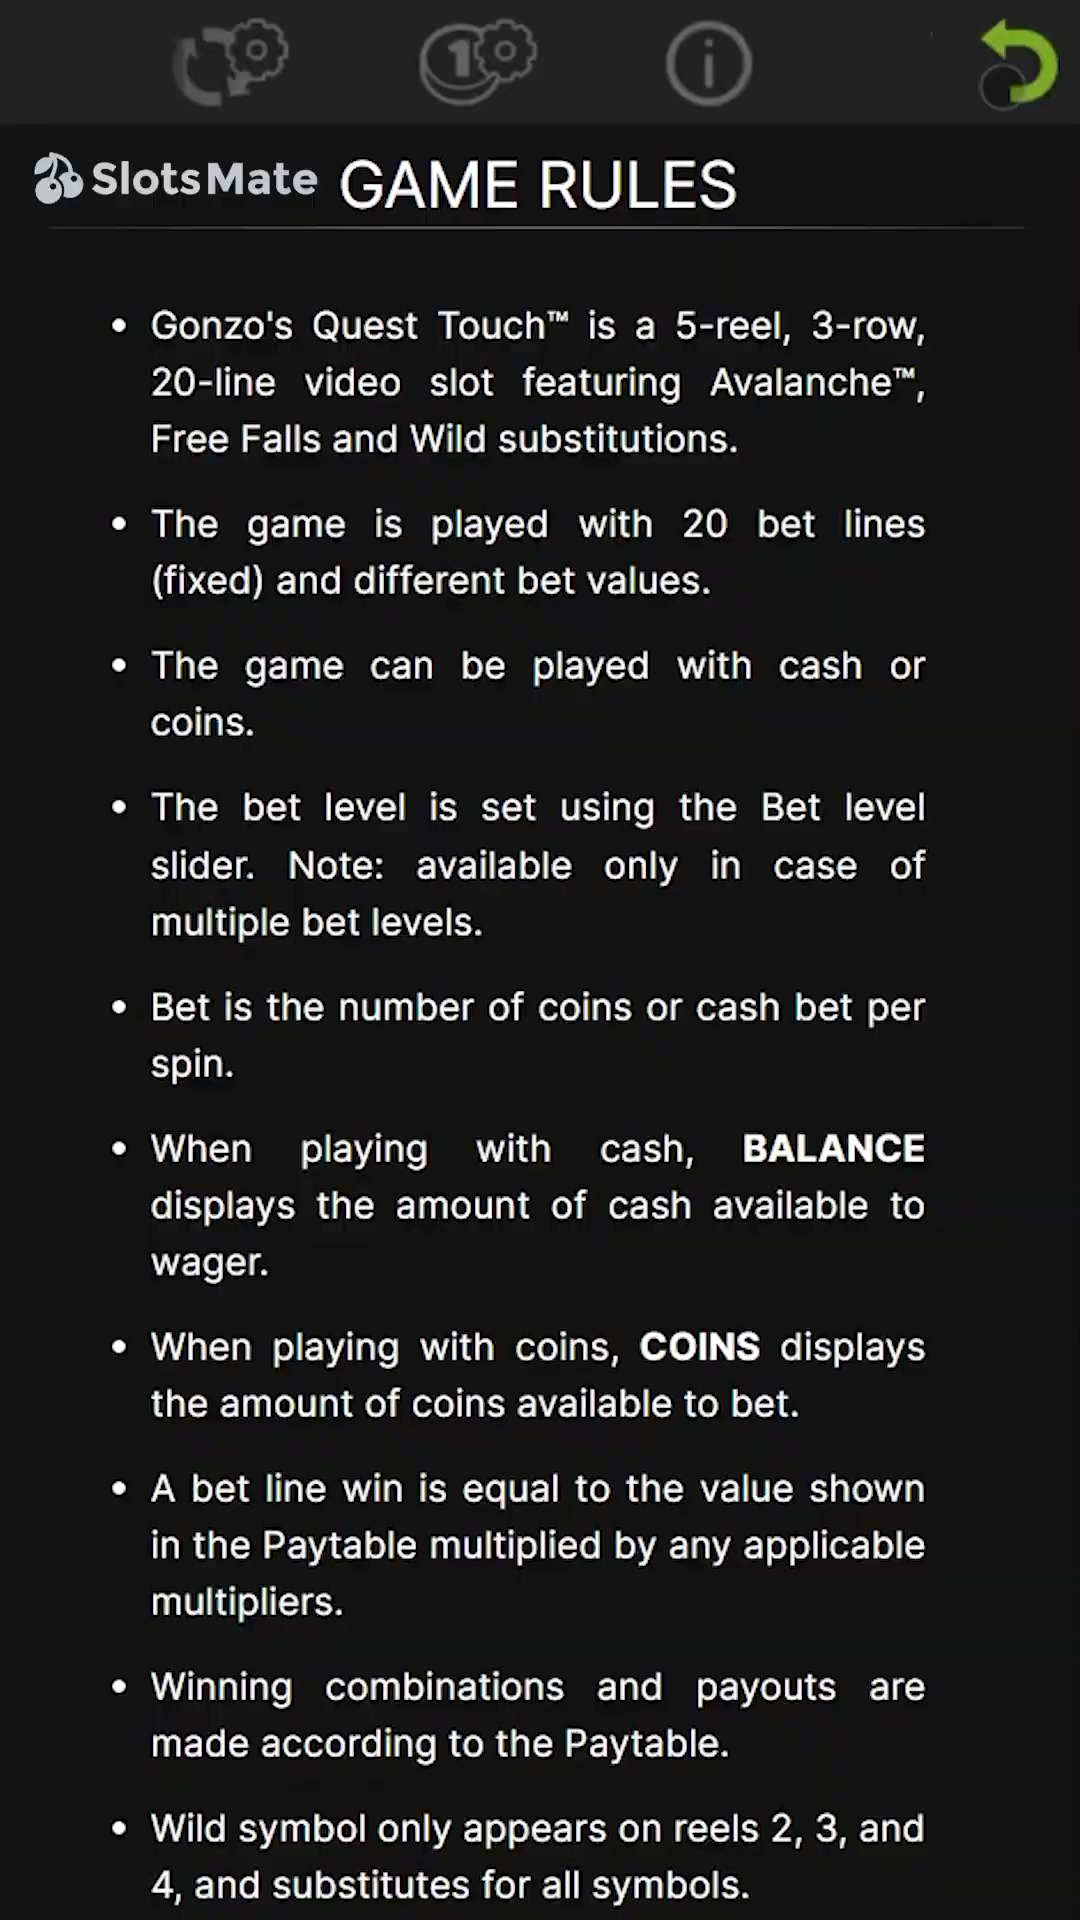 1
i
SlotsMate GAME RULES
• Gonzo's Quest Touch™ is a 5-reel, 3-row,
20-line video slot featuring Avalanche™,
Free Falls and Wild substitutions.
• The game is played with 20 bet lines
(fixed) and different bet values.
• The game can be played with cash or
coins.
• The bet level is set using the Bet level
slider. Note: available only in case of
multiple bet levels.
• Bet is the number of coins or cash bet per
spin.
• When playing with cash, BALANCE
displays the amount of cash available to
wager.
• When playing with coins, COINS displays
the amount of coins available to bet.
• A bet line win is equal to the value shown
in the Paytable multiplied by any applicable
multipliers.
• Winning combinations and payouts are
made according to the Paytable.
• Wild symbol only appears on reels 2, 3, and
4, and substitutes for all symbols.